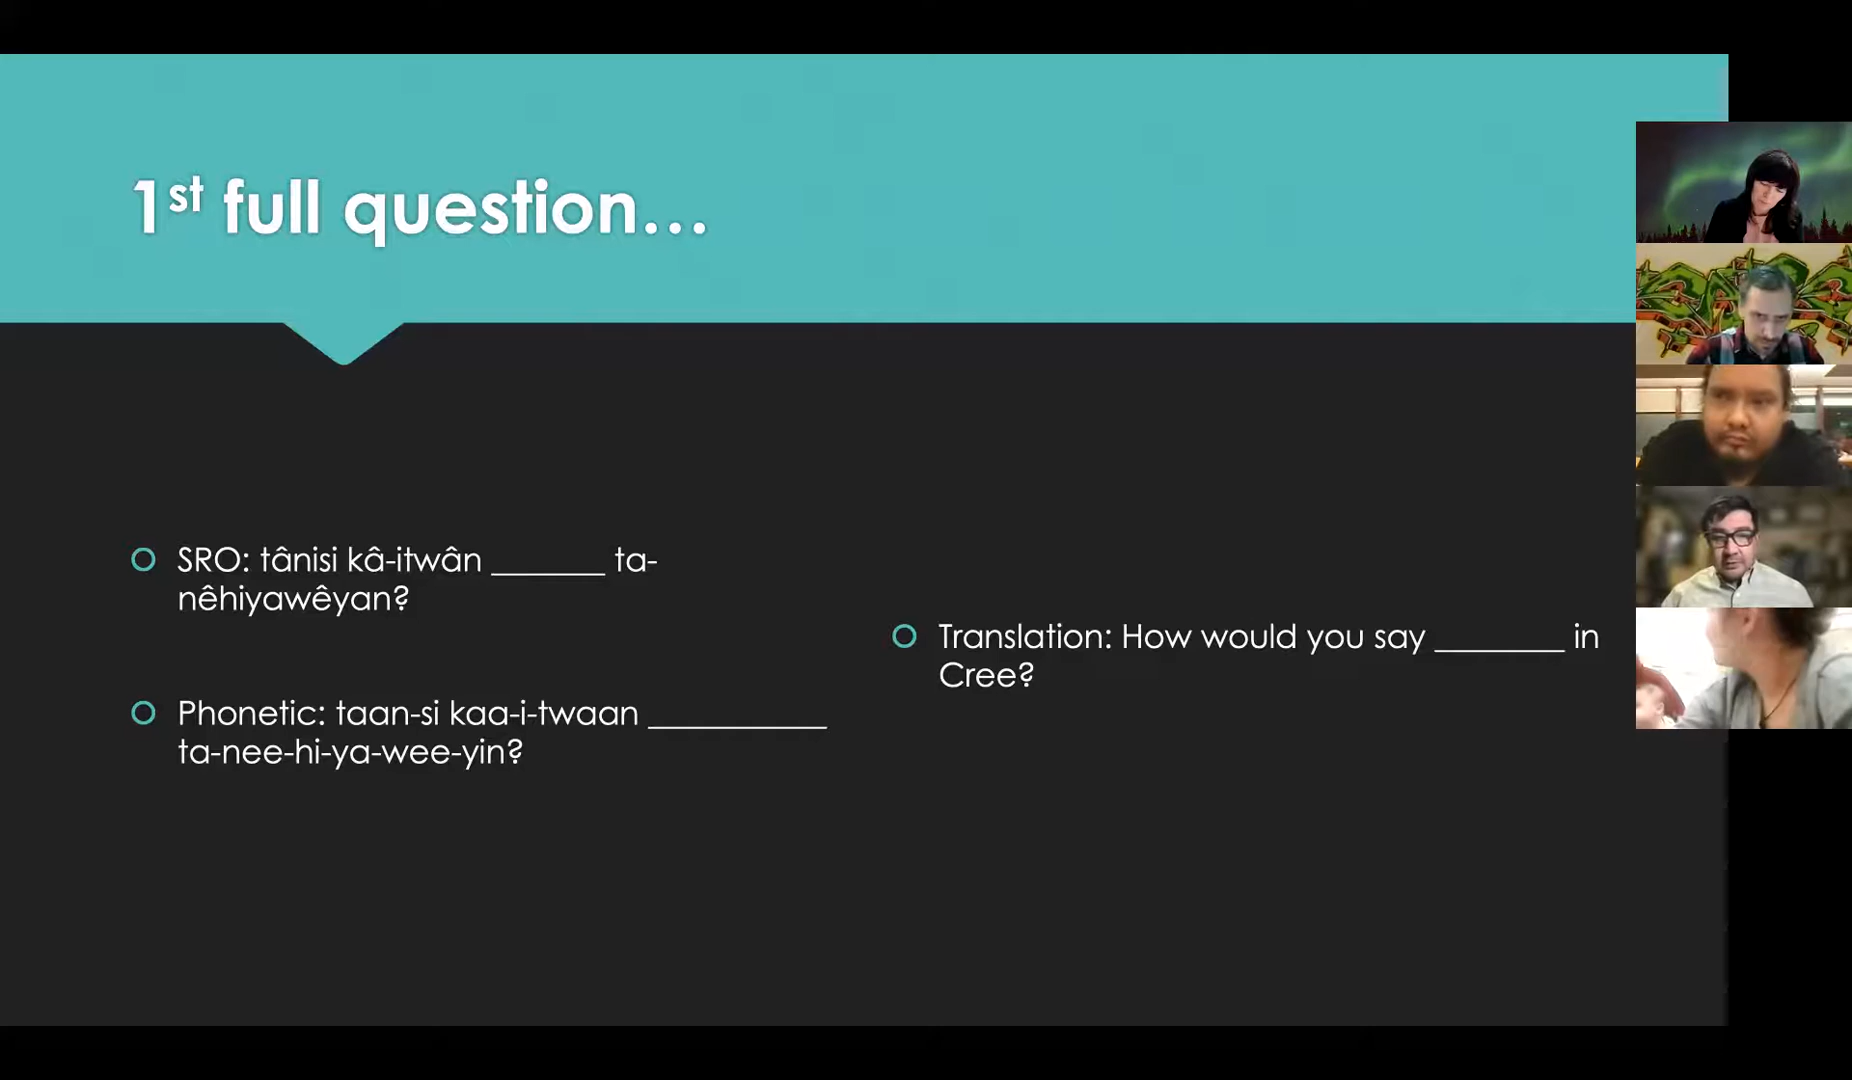 1st full question...
SRO: tânisi kâ-itwân _______ ta-
nêhiyawêyan?
Phonetic: taan-si kaa-i-twaan ___________
ta-nee-hi-ya-wee-yin?
Translation: How would you say ________ in
Cree?